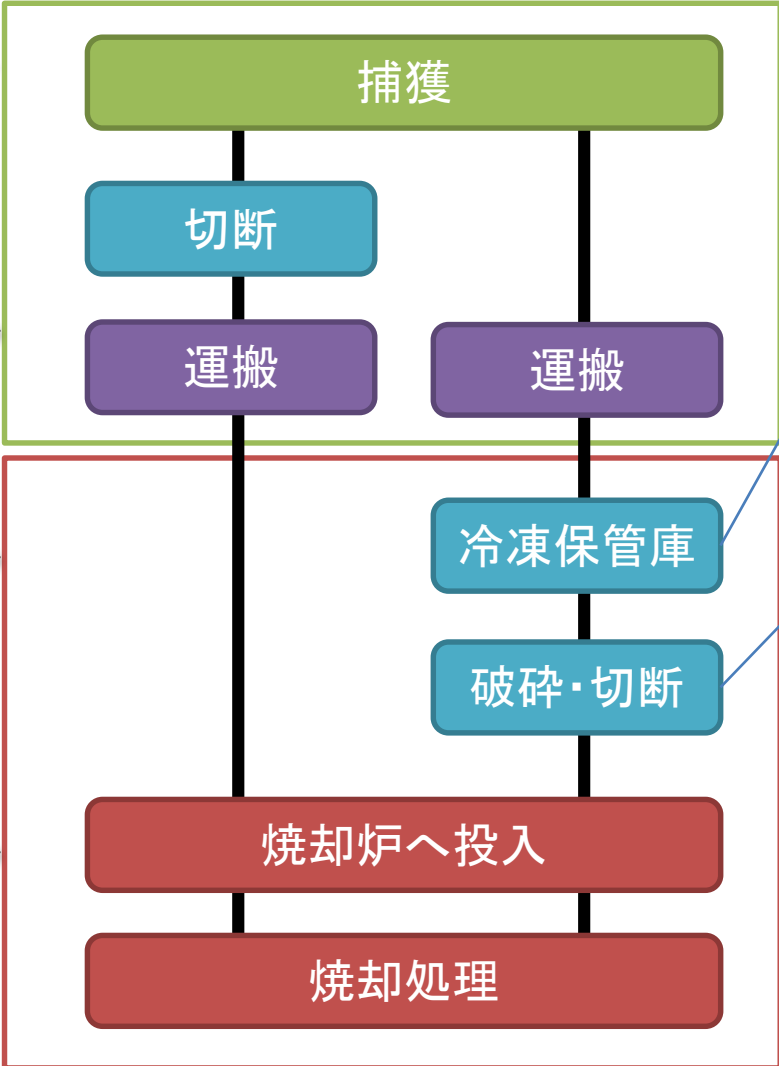 捕獲
切断
運搬
運搬
冷凍保管庫
破砕・切断
焼却炉へ投入
焼却処理